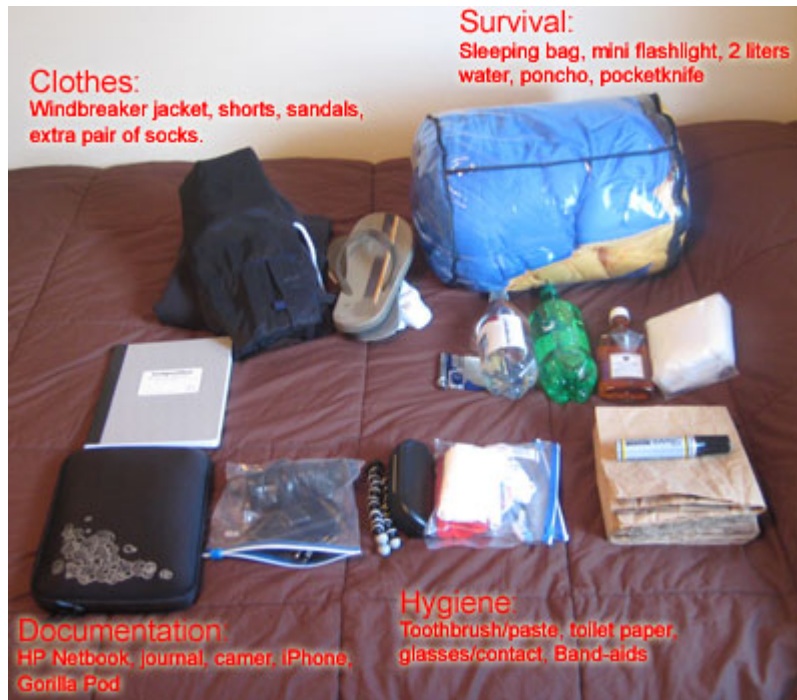 Survival:
Sleeping bag, mini flashlight, 2 liters
water, poncho, pocketknife
Clothes:
Windbreaker jacket, shorts, sandals,
extra pair of socks.
Composition
Documentation:
HP Netbook, journal, camer, iPhone,
Gorilla Pod
Hygiene:
Toothbrush/paste, toilet paper,
glasses/contact, Band-aids